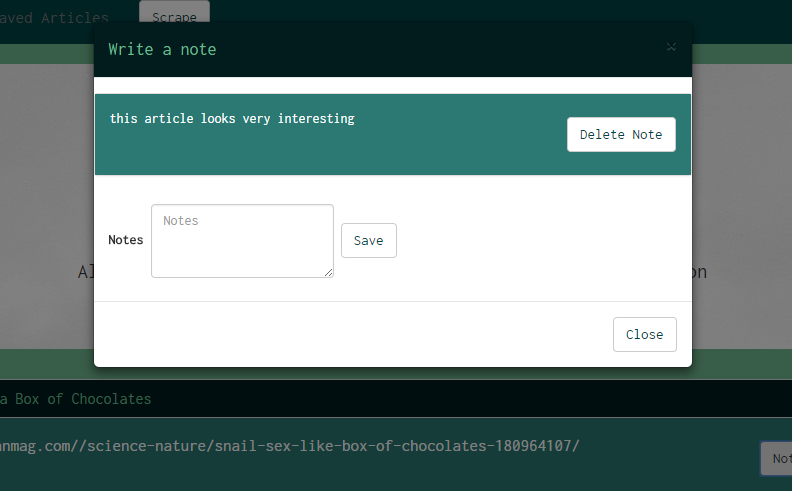 aved Articles Scrape
Write a note ×
this article looks very interesting
Delete Note
Notes
Notes
Save
Al
on
Close
a Box of Chocolates
anmag.com//science-nature/snail-sex-like-box-of-chocolates-180964107/
Not